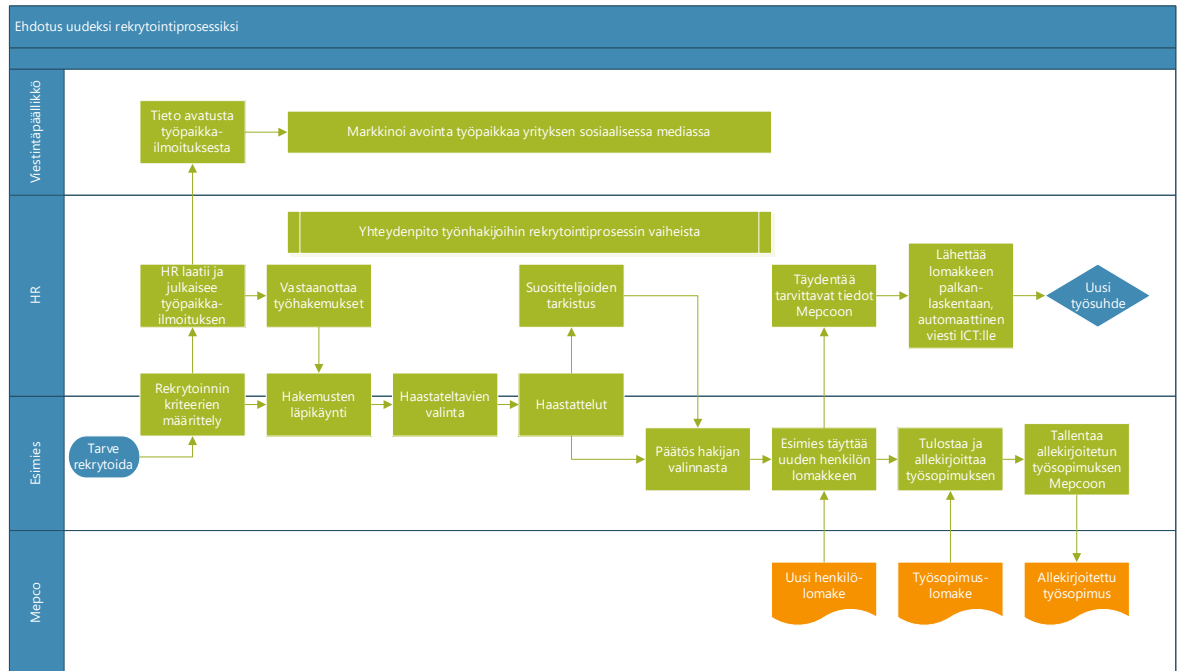 Ehdotus uudeksi rekrytointiprosessiksi
Viestintäpäällikkö
Tieto avatusta
työpaikka-
ilmoituksesta
Markkinoi avointa työpaikkaa yrityksen sosiaalisessa mediassa
HR
Yhteydenpito työnhakijoihin rekrytointiprosessin vaiheista
HR laatii ja
julkaisee
työpaikka-
ilmoituksen
Vastaanottaa
työhakemukset
Suosittelijoiden
tarkistus
Täydentää
tarvittavat tiedot
Mepcoon
Lähettää
lomakkeen
palkan-
laskentaan,
automaattinen
viesti ICT:lle
Uusi
työsuhde
Esimies
Tarve
rekrytoida
Rekrytoinnin
kriteerien
määrittely
Hakemusten
läpikäynti
Haastateltavien
valinta
Haastattelut
Päätös hakijan
valinnasta
Esimies täyttää
uuden henkilön
lomakkeen
Tulostaa ja
allekirjoittaa
työsopimuksen
Tallentaa
allekirjoitetun
työsopimuksen
Mepcoon
Mepco
Uusi henkilö-
lomake
Työsopimus-
lomake
Allekirjoitettu
työsopimus